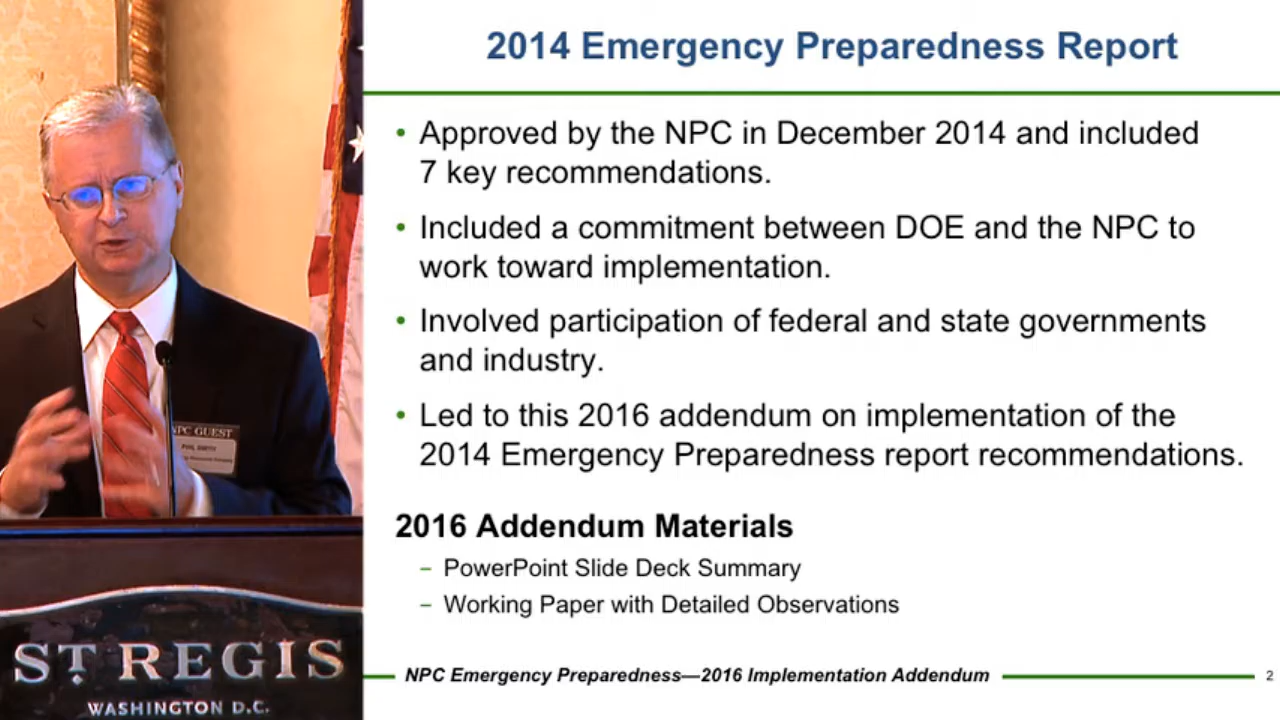 2014 Emergency Preparedness Report
• Approved by the NPC in December 2014 and included
7 key recommendations.
• Included a commitment between DOE and the NPC to
work toward implementation.
• Involved participation of federal and state governments
and industry.
• Led to this 2016 addendum on implementation of the
2014 Emergency Preparedness report recommendations.
2016 Addendum Materials
– PowerPoint Slide Deck Summary
– Working Paper with Detailed Observations
NPC Emergency Preparedness—2016 Implementation Addendum
2
NPC GUEST
PHIL SMITH
ST. REGIS
WASHINGTON D.C.